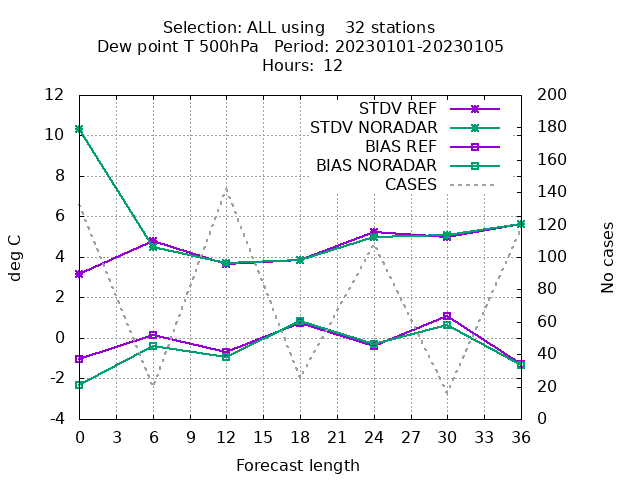 Selection: ALL using    32 stations
Dew point T 500hPa   Period: 20230101-20230105
Hours: 12
STDV REF
STDV NORADAR
BIAS REF
BIAS NORADAR
CASES
12
10
8
6
4
2
0
-2
-4
deg C
200
180
160
140
120
100
80
60
40
20
0
No cases
0 3 6 9 12 15 18 21 24 27 30 33 36
Forecast length